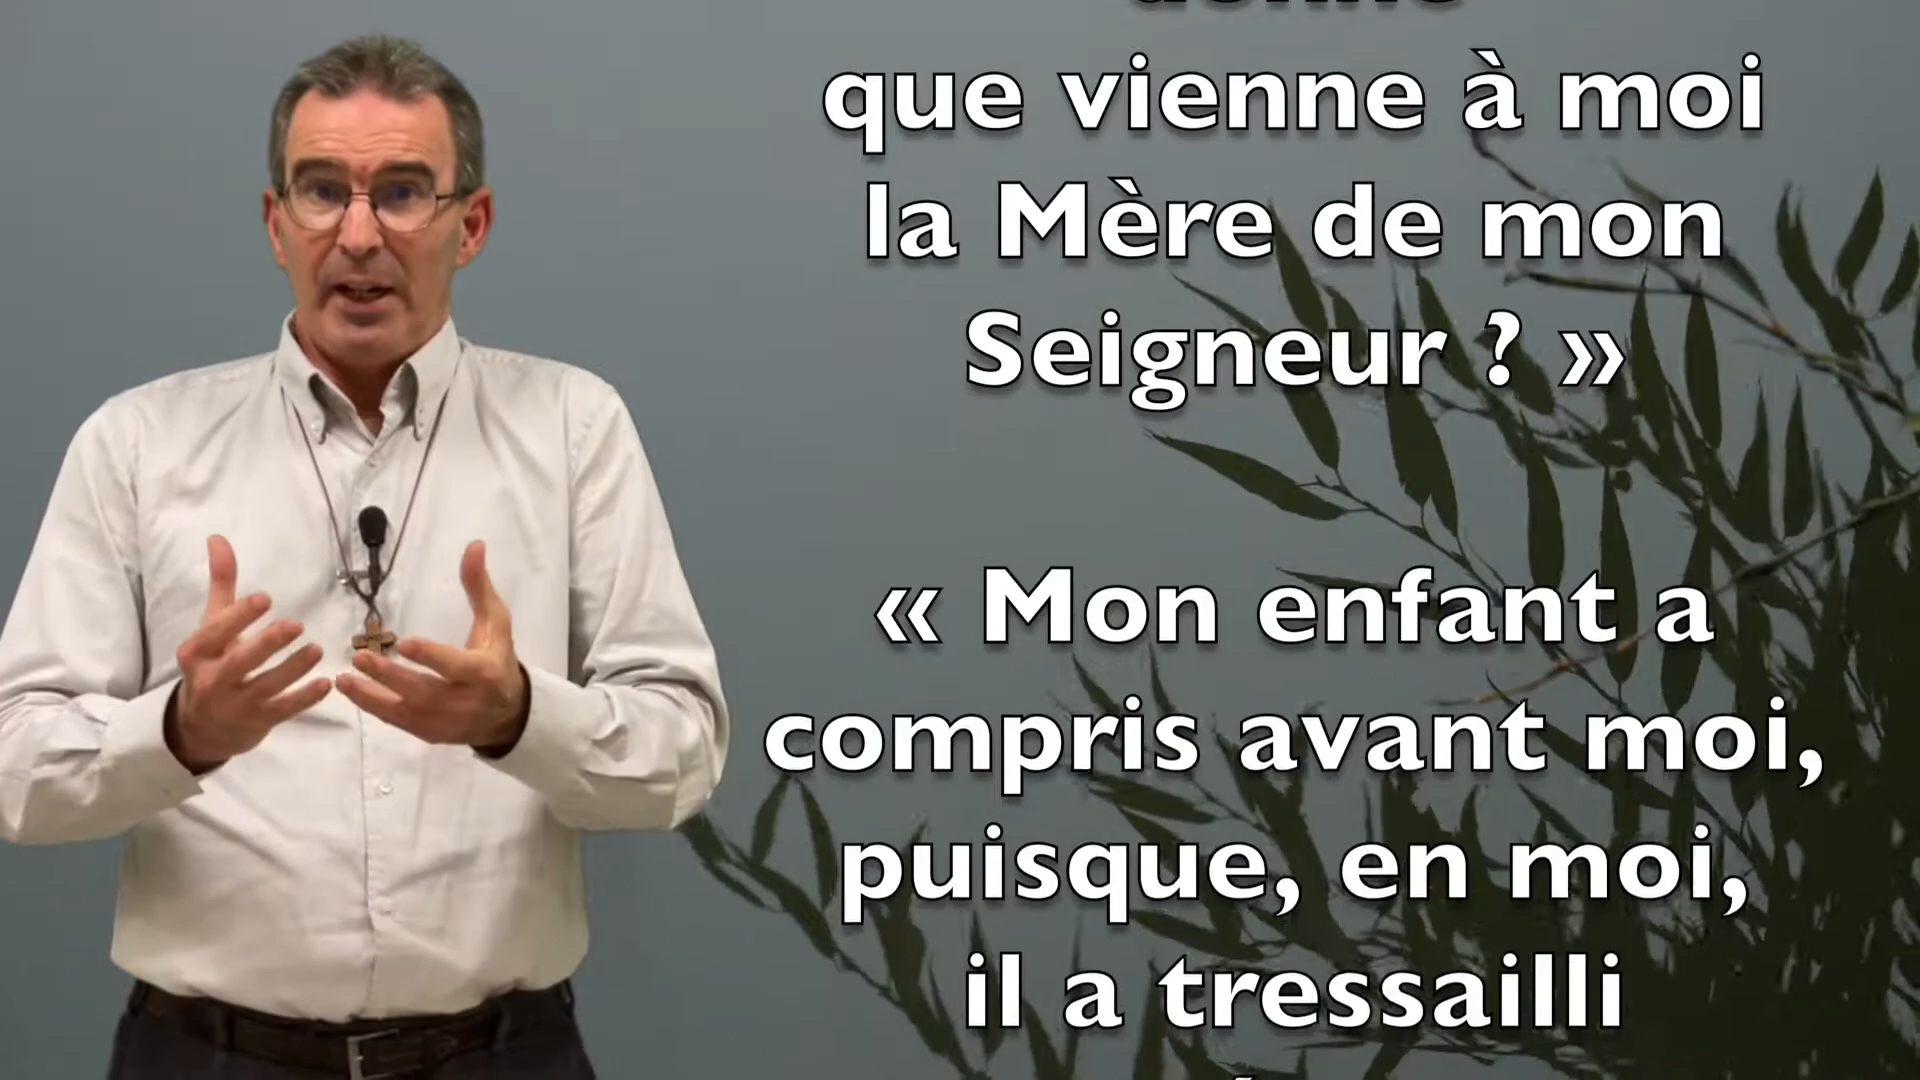 que vienne à moi
la Mère de mon
Seigneur ? »
« Mon enfant a
compris avant moi,
puisque, en moi,
il a tressailli